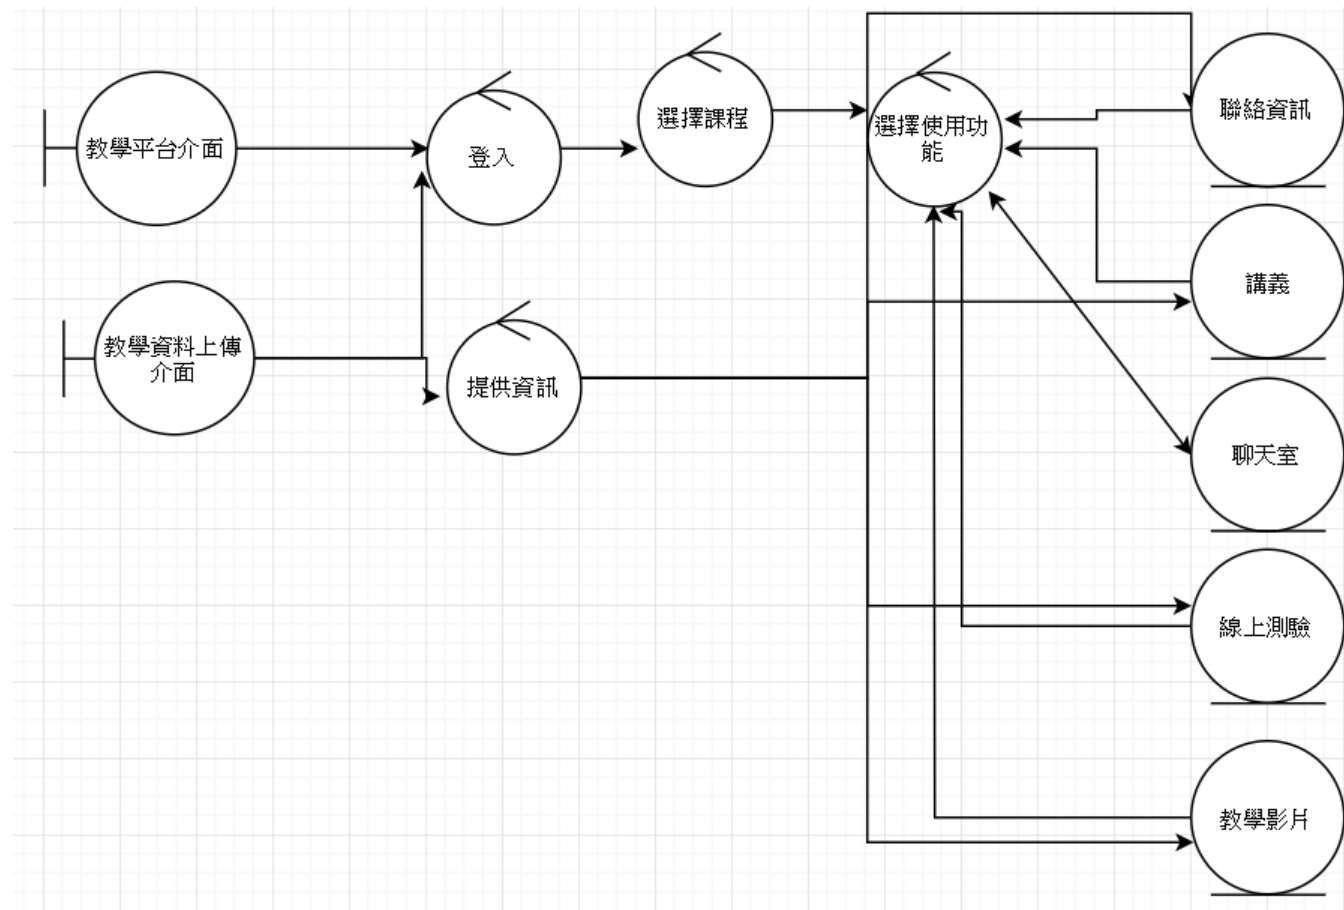 教學平台介面
登入
選擇課程
選擇使用功
能
聯絡資訊
講義
教學資料上傳
介面
提供資訊
聊天室
線上測驗
教學影片